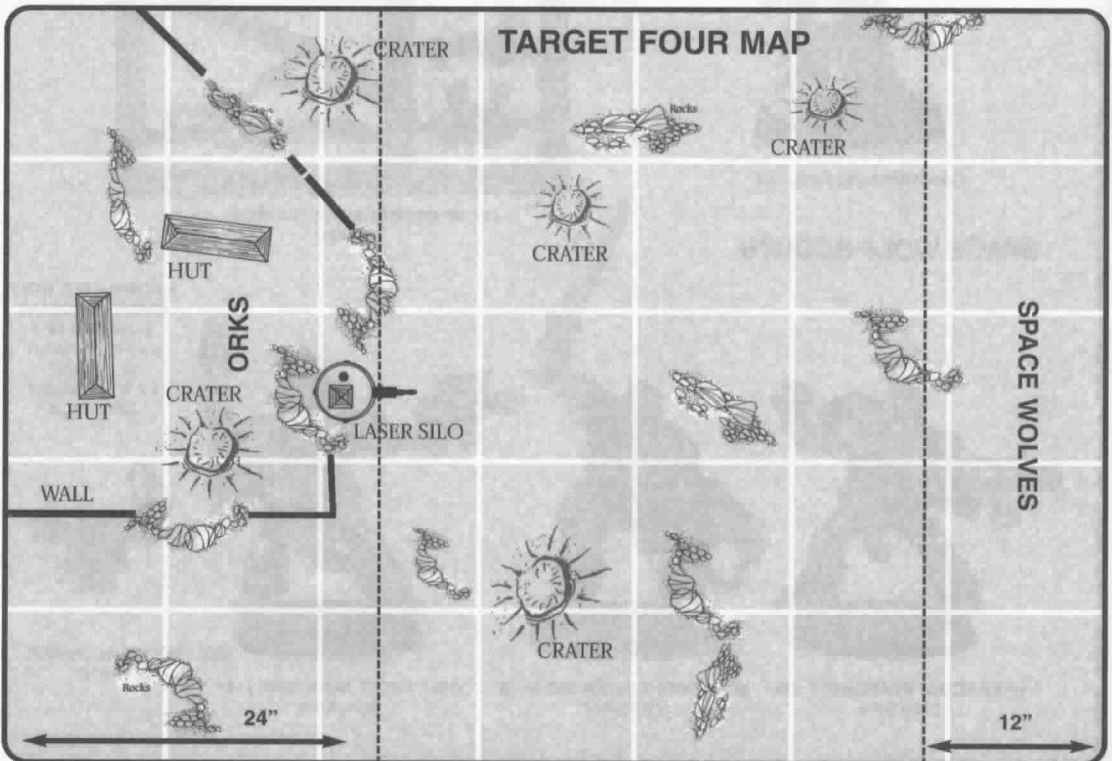 TARGET FOUR MAP
CRATER
Rocks
CRATER
CRATER
HUT
ORKS
SPACE WOLVES
HUT
CRATER
LASER SILO
WALL
CRATER
Rocks
24”
12”